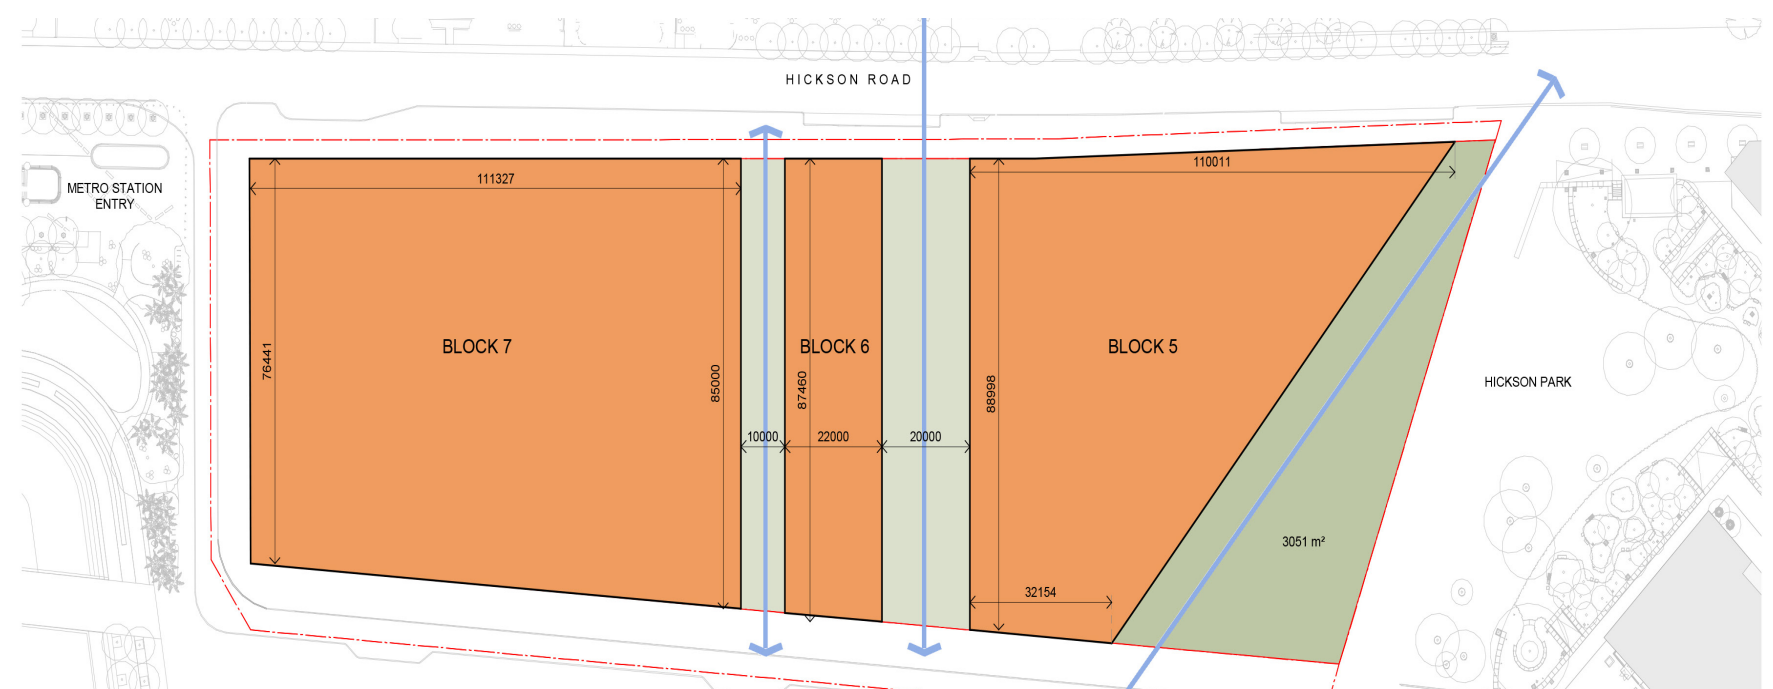 HICKSON ROAD
110011
111327
METRO STATION
ENTRY
BLOCK 7
BLOCK 6
BLOCK 5
76441
85000
87460
88998
HICKSON PARK
10000
22000
20000
3051 m²
32154